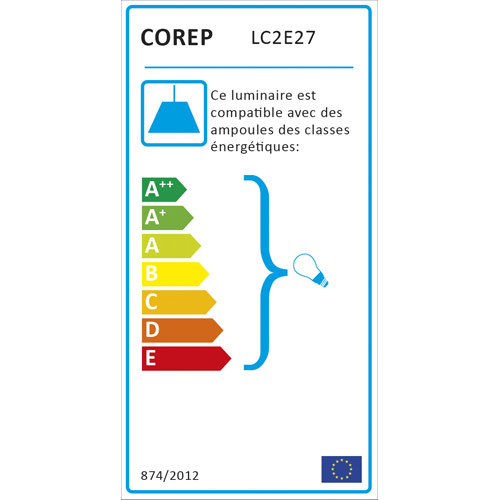 COREP LC2E27
Ce luminaire est
compatible avec des
ampoules des classes
énergétiques:
A++
A+
A
B
C
D
E
874/2012